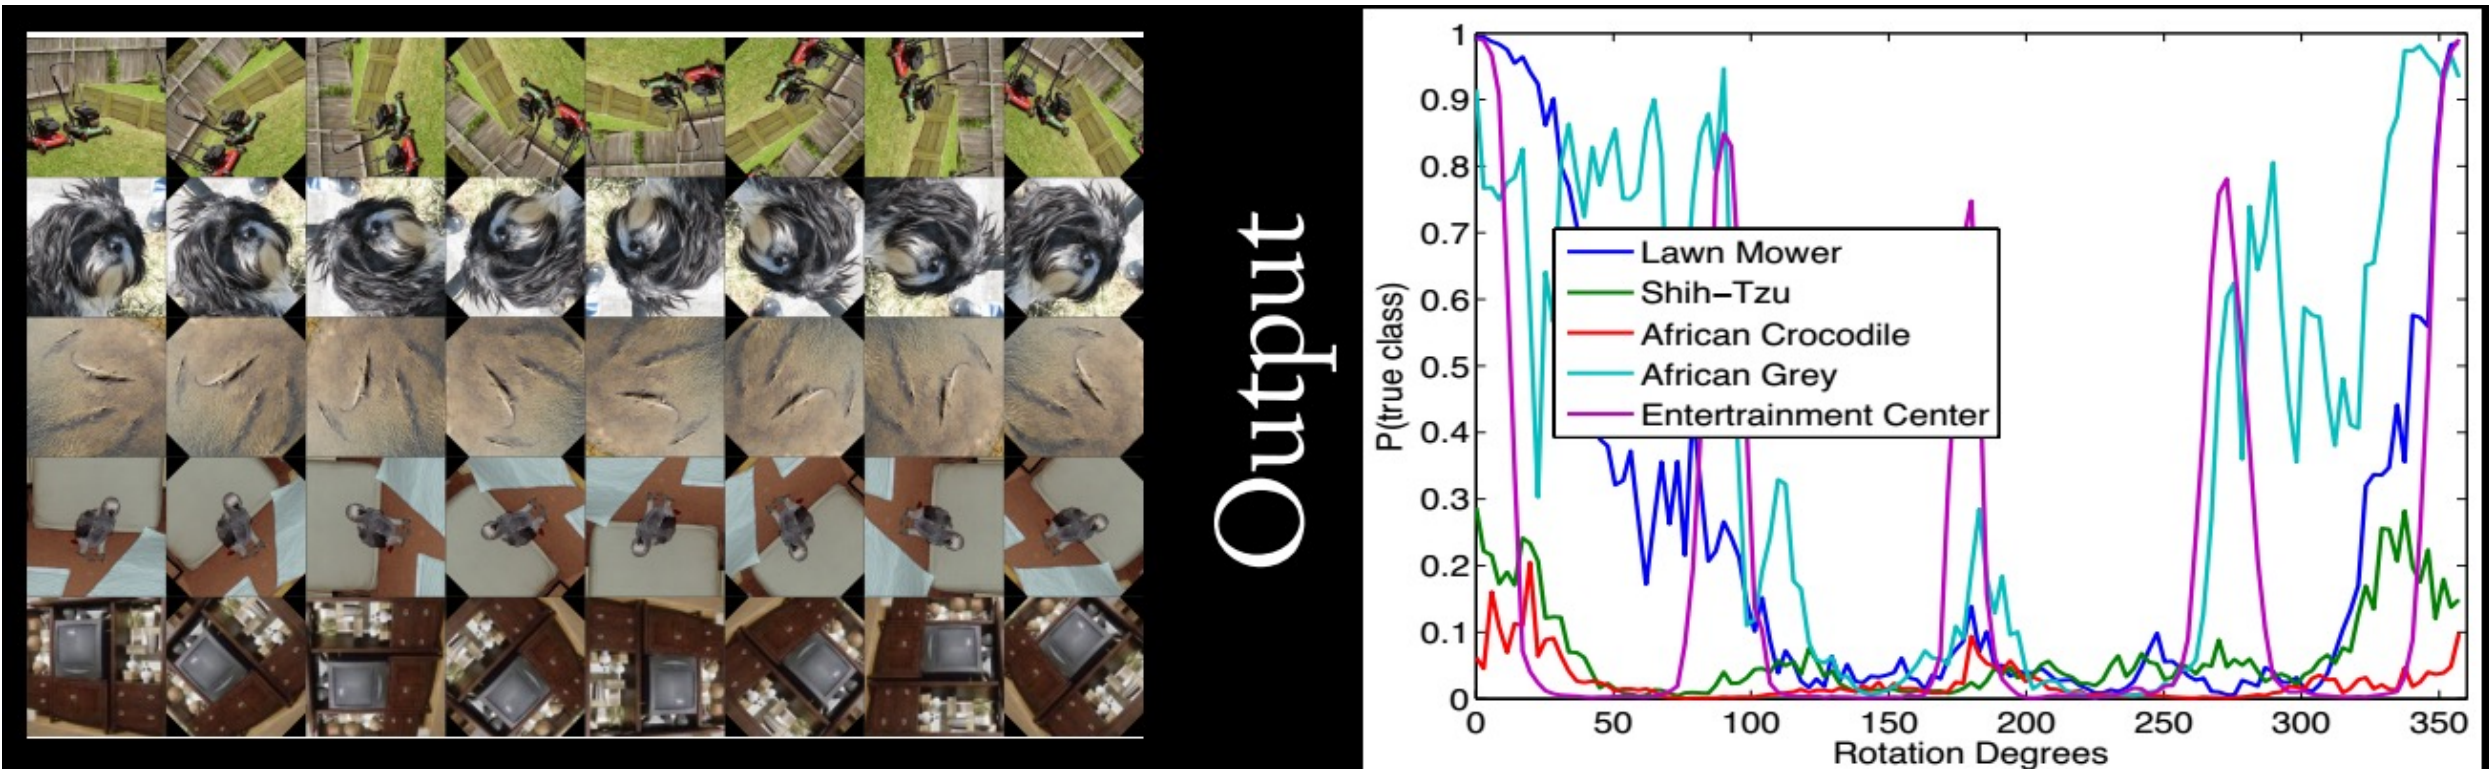 Output
P(true class)
1
0.9
0.8
0.7
0.6
0.5
0.4
0.3
0.2
0.1
0
Lawn Mower
Shih–Tzu
African Crocodile
African Grey
Entertrainment Center
0 50 100 150 200 250 300 350
Rotation Degrees